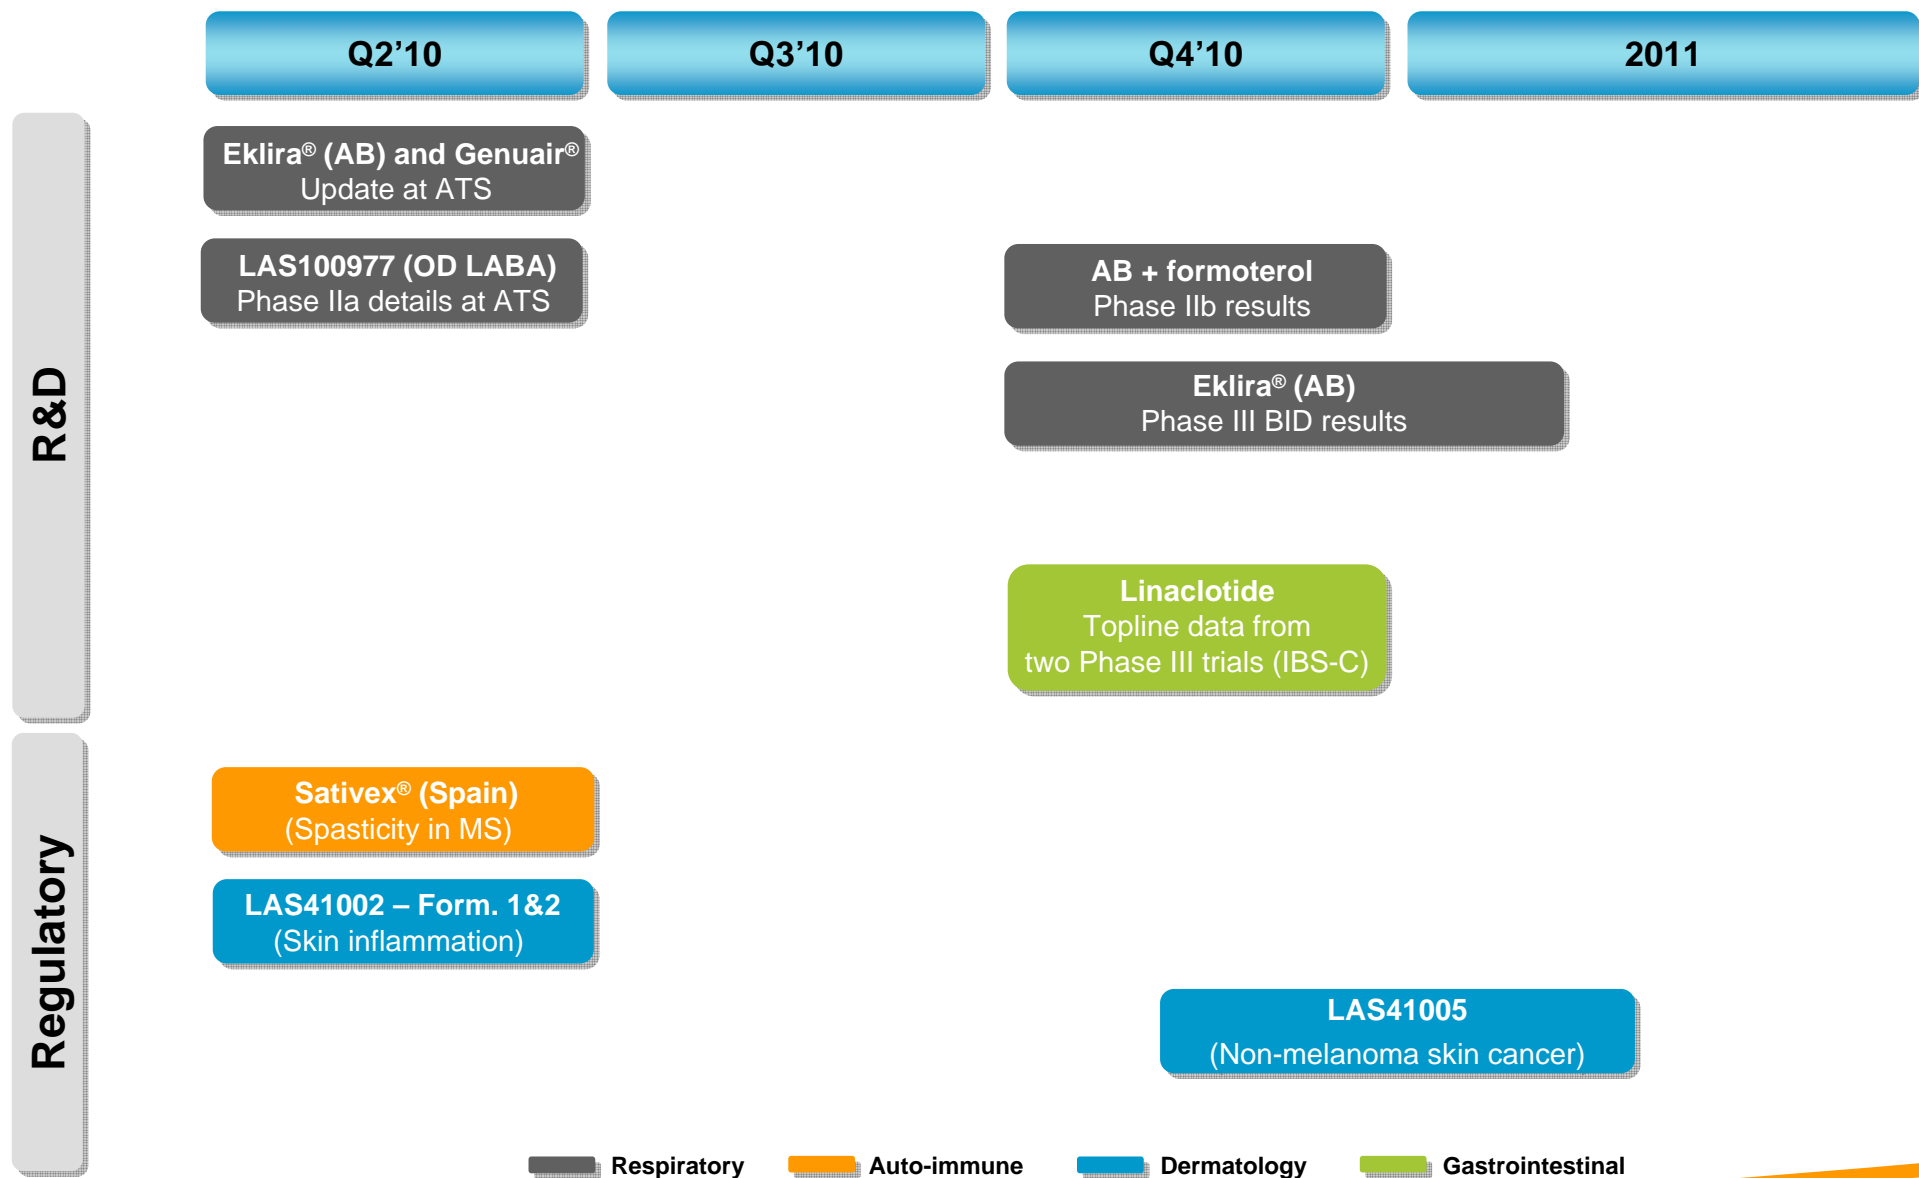 Q2’10
Q3’10
Q4’10
2011
R&D
Eklira® (AB) and Genuair®
Update at ATS
LAS100977 (OD LABA)
Phase IIa details at ATS
AB + formoterol
Phase IIb results
Eklira® (AB)
Phase III BID results
Linaclotide
Topline data from
two Phase III trials (IBS-C)
Regulatory
Sativex® (Spain)
(Spasticity in MS)
LAS41002 – Form. 1&2
(Skin inflammation)
LAS41005
(Non-melanoma skin cancer)
Respiratory
Auto-immune
Dermatology
Gastrointestinal